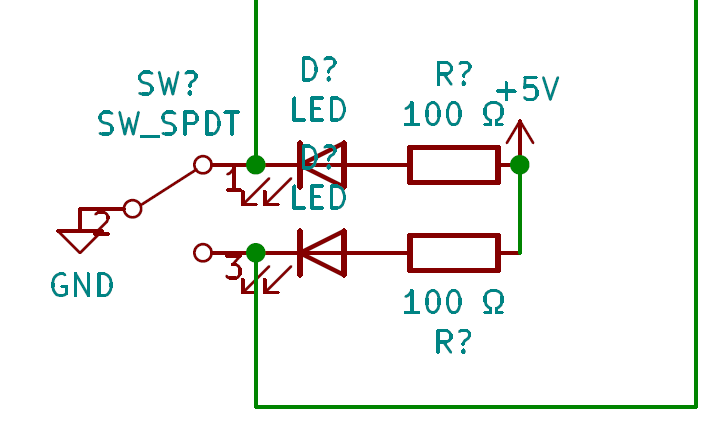 SW?
SW_SPDT
D?
LED
R?
100 Ω
+5V
1
D?
LED
2
GND
3
100 Ω
R?